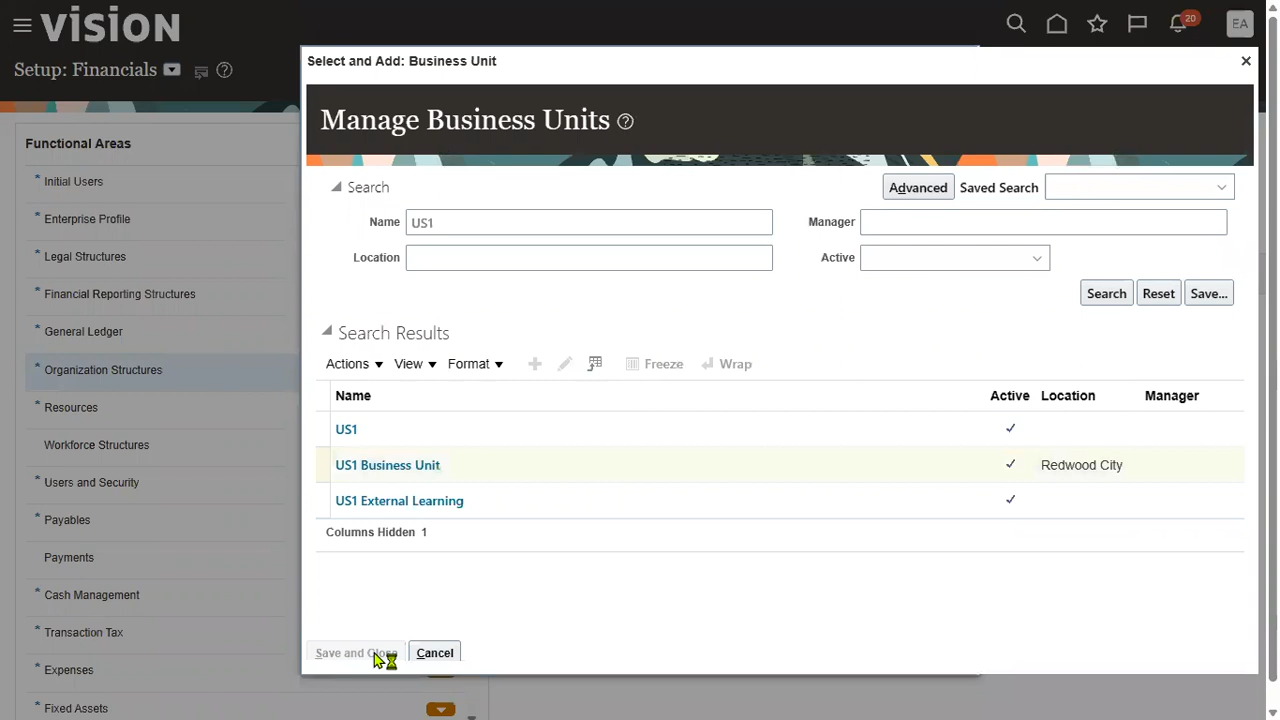 VISION
20
EA
Setup: Financials
Select and Add: Business Unit
Manage Business Units
Functional Areas
* Initial Users
* Enterprise Profile
* Legal Structures
* Financial Reporting Structures
* General Ledger
* Organization Structures
* Resources
Workforce Structures
* Users and Security
* Payables
Payments
* Cash Management
* Transaction Tax
* Expenses
* Fixed Assets
Search
Advanced Saved Search
Name US1 Manager
Location Active
Search Reset Save...
Search Results
Actions View Format Freeze Wrap
Name Active Location Manager
US1
US1 Business Unit Redwood City
US1 External Learning
Columns Hidden 1
Save and Close Cancel